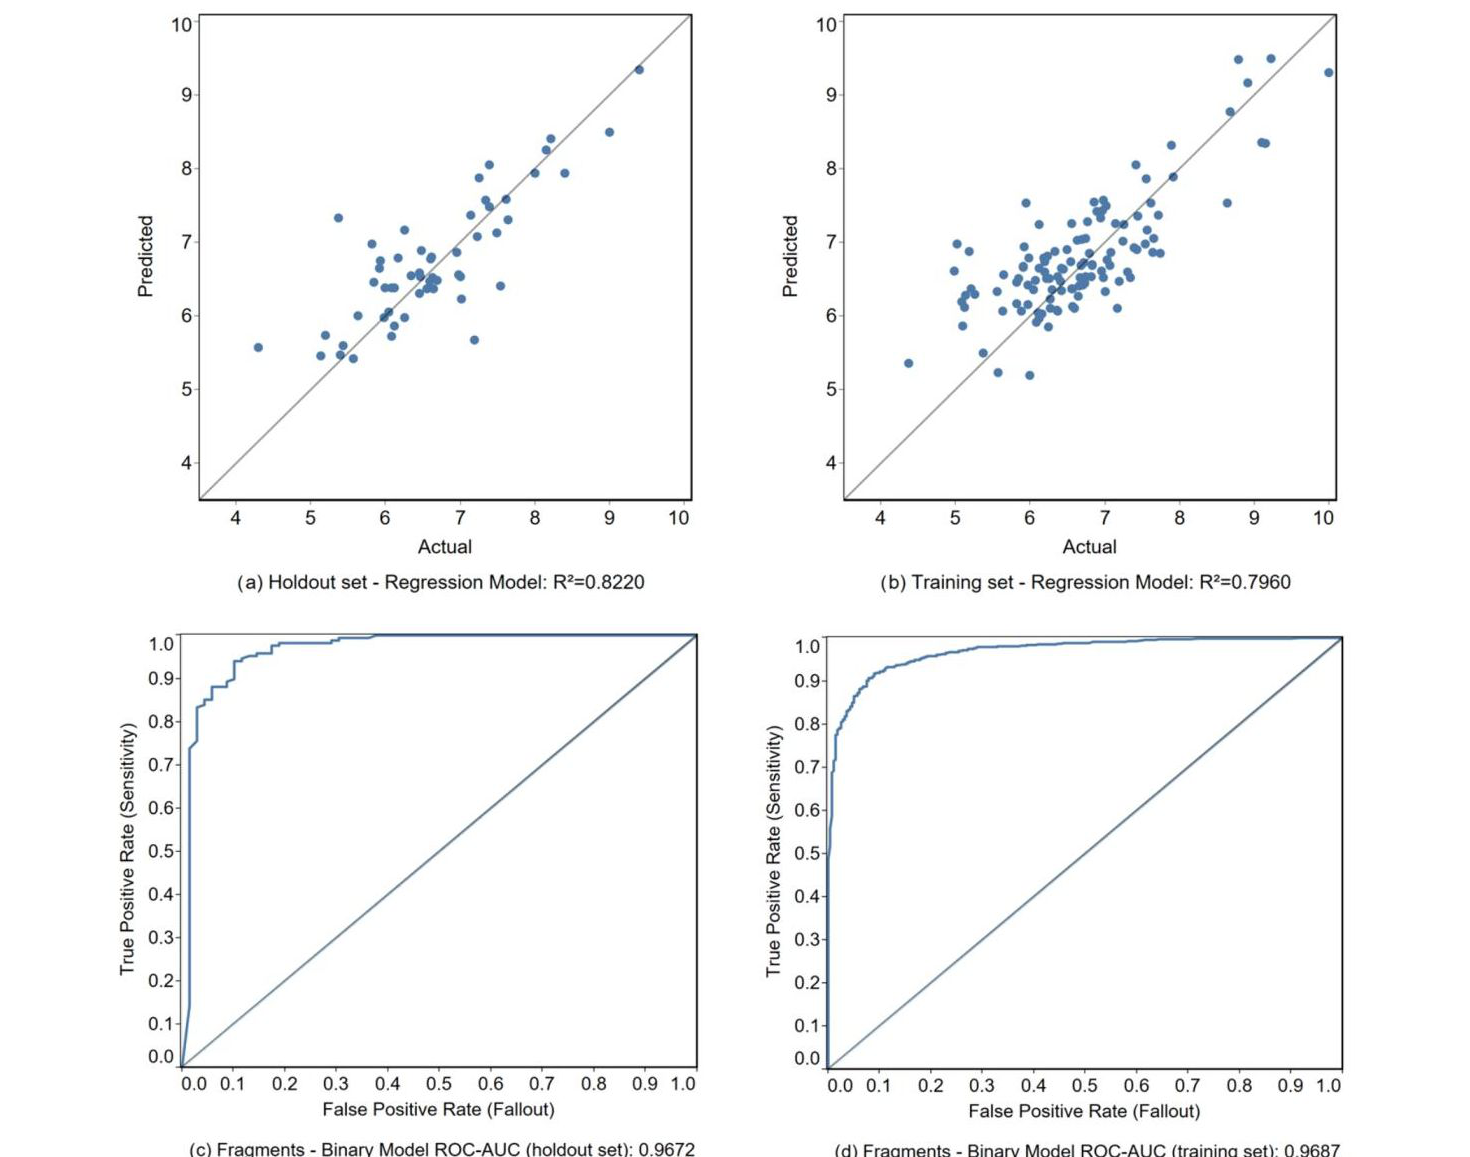 10
9
8
7
6
5
4
Predicted
4 5 6 7 8 9 10
Actual
(a) Holdout set - Regression Model: R²=0.8220
10
9
8
7
6
5
4
Predicted
4 5 6 7 8 9 10
Actual
(b) Training set - Regression Model: R²=0.7960
1.0
0.9
0.8
0.7
0.6
0.5
0.4
0.3
0.2
0.1
0.0
True Positive Rate (Sensitivity)
0.0 0.1 0.2 0.3 0.4 0.5 0.6 0.7 0.8 0.9 1.0
False Positive Rate (Fallout)
(c) Fragments - Binary Model ROC-AUC (holdout set): 0.9672
1.0
0.9
0.8
0.7
0.6
0.5
0.4
0.3
0.2
0.1
0.0
True Positive Rate (Sensitivity)
0.0 0.1 0.2 0.3 0.4 0.5 0.6 0.7 0.8 0.9 1.0
False Positive Rate (Fallout)
(d) Fragments - Binary Model ROC-AUC (training set): 0.9687